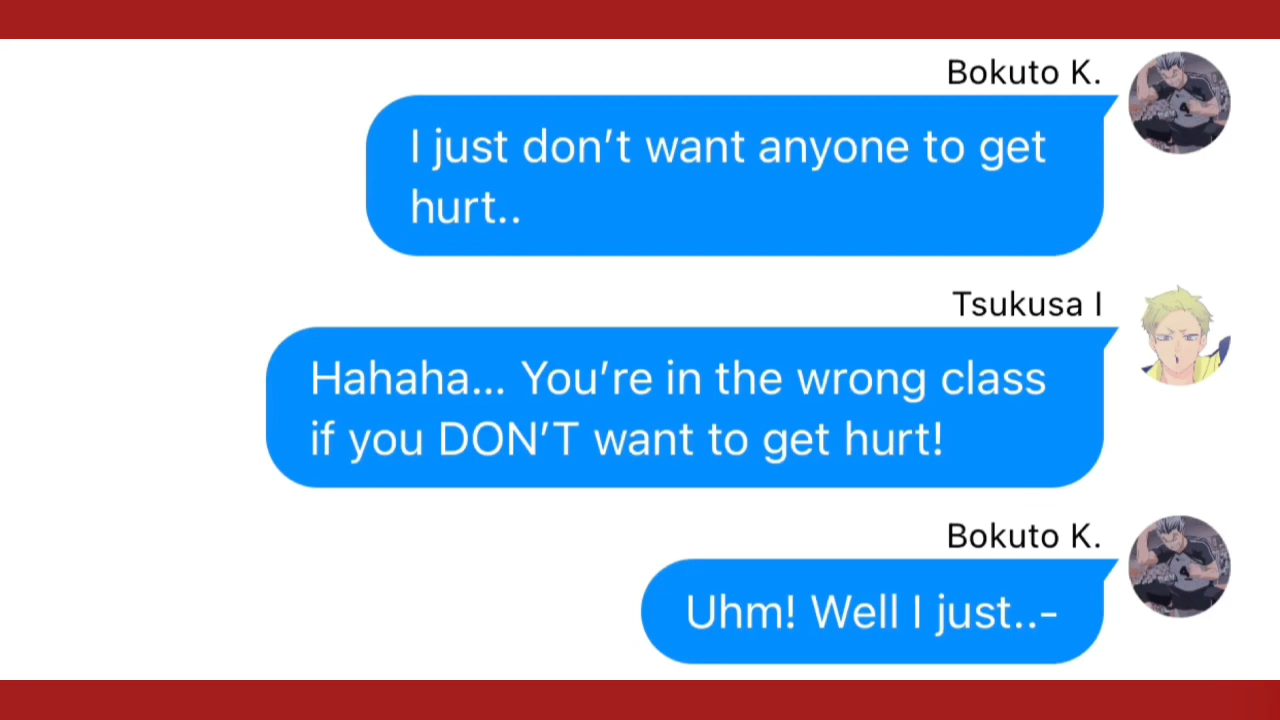 Bokuto K.
I just don’t want anyone to get
hurt..
Tsukusa I
Hahaha... You’re in the wrong class
if you DON’T want to get hurt!
Bokuto K.
Uhm! Well I just..-